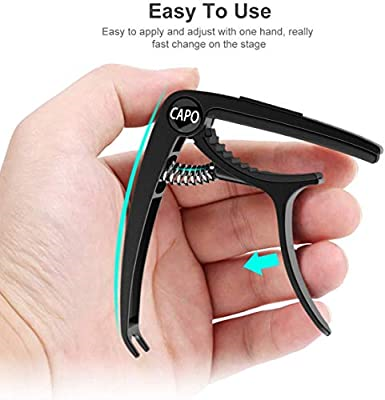 Easy To Use
Easy to apply and adjust with one hand, really
fast change on the stage
CAPO